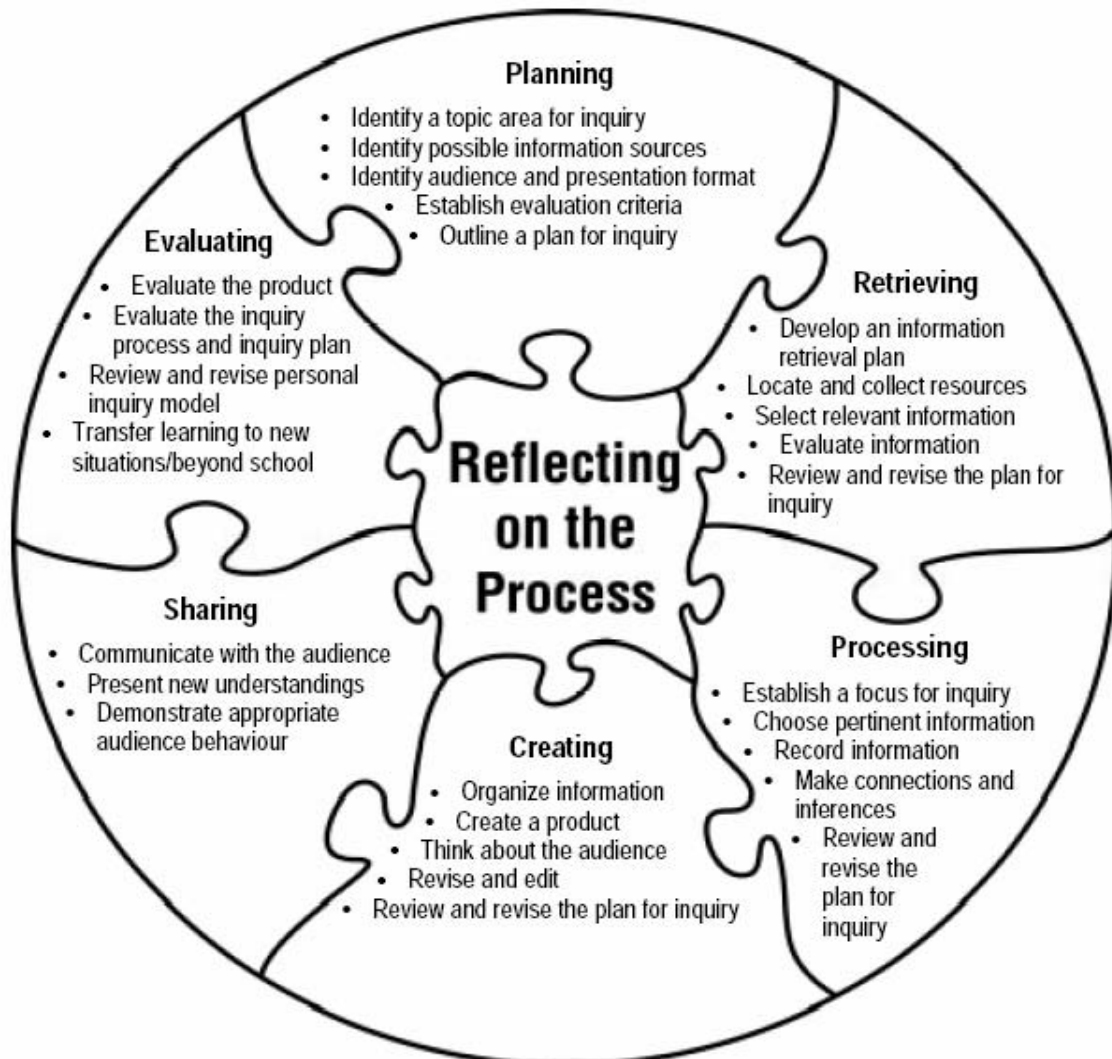 Planning
• Identify a topic area for inquiry
• Identify possible information sources
• Identify audience and presentation format
• Establish evaluation criteria
• Outline a plan for inquiry
Retrieving
• Develop an information
retrieval plan
• Locate and collect resources
• Select relevant information
• Evaluate information
• Review and revise the plan for
inquiry
Processing
• Establish a focus for inquiry
• Choose pertinent information
• Record information
• Make connections and
inferences
• Review and
revise the
plan for
inquiry
Creating
• Organize information
• Create a product
• Think about the audience
• Revise and edit
• Review and revise the plan for inquiry
Sharing
• Communicate with the audience
• Present new understandings
• Demonstrate appropriate
audience behaviour
Evaluating
• Evaluate the product
• Evaluate the inquiry
process and inquiry plan
• Review and revise personal
inquiry model
• Transfer learning to new
situations/beyond school
Reflecting
on the
Process